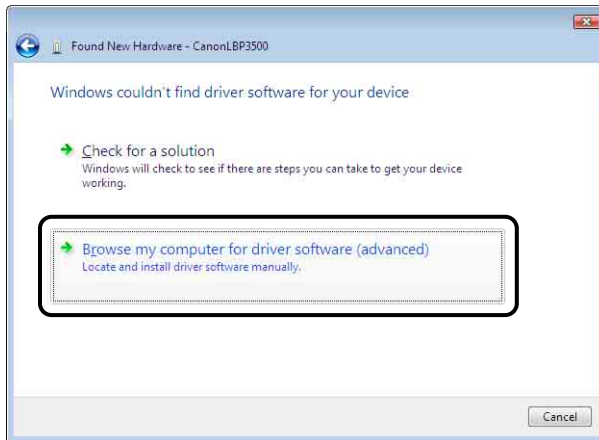 Found New Hardware - CanonLBP3500
Windows couldn't find driver software for your device
Check for a solution
Windows will check to see if there are steps you can take to get your device
working.
Browse my computer for driver software (advanced)
Locate and install driver software manually.
Cancel